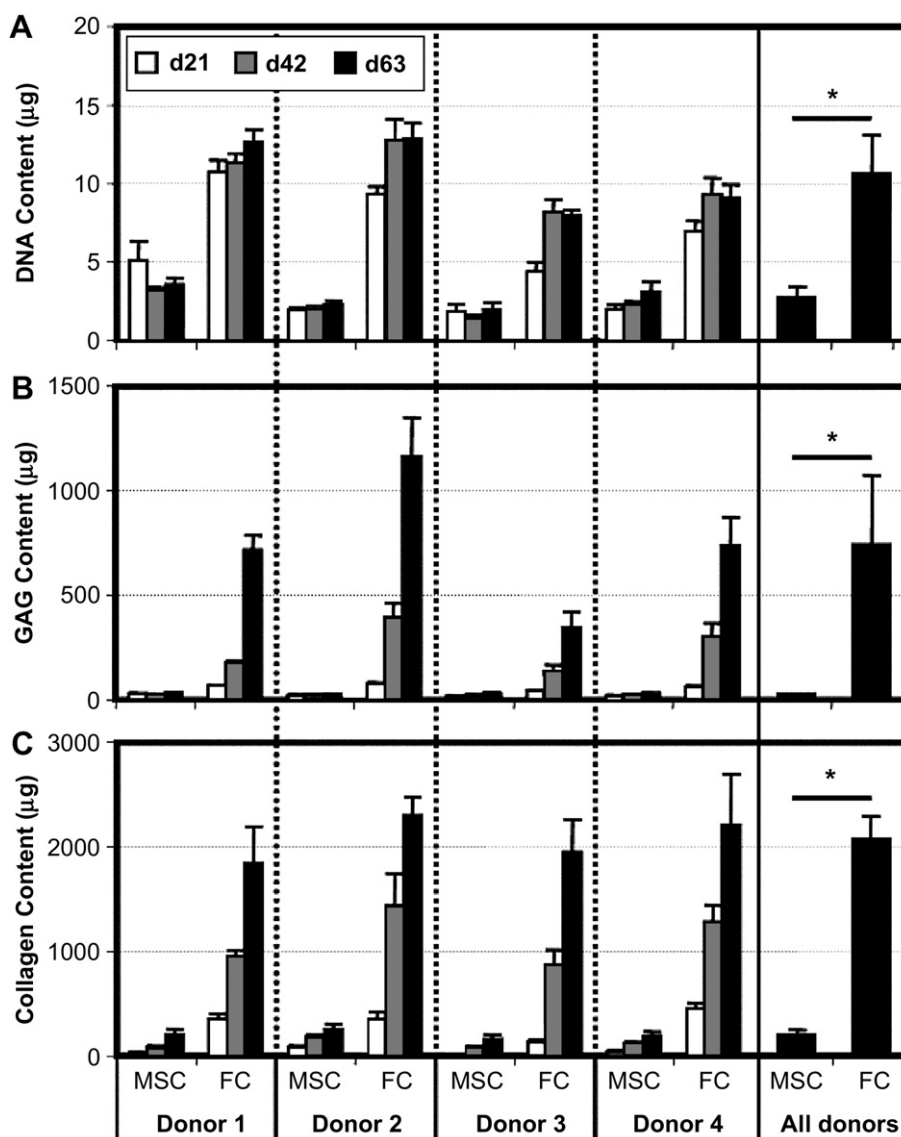 A
DNA Content (µg)
20
15
10
5
0
d21 d42 d63
*
B
GAG Content (µg)
1500
1000
500
0
*
C
Collagen Content (µg)
3000
2000
1000
0
*
MSC FC MSC FC MSC FC MSC FC MSC FC
Donor 1 Donor 2 Donor 3 Donor 4 All donors